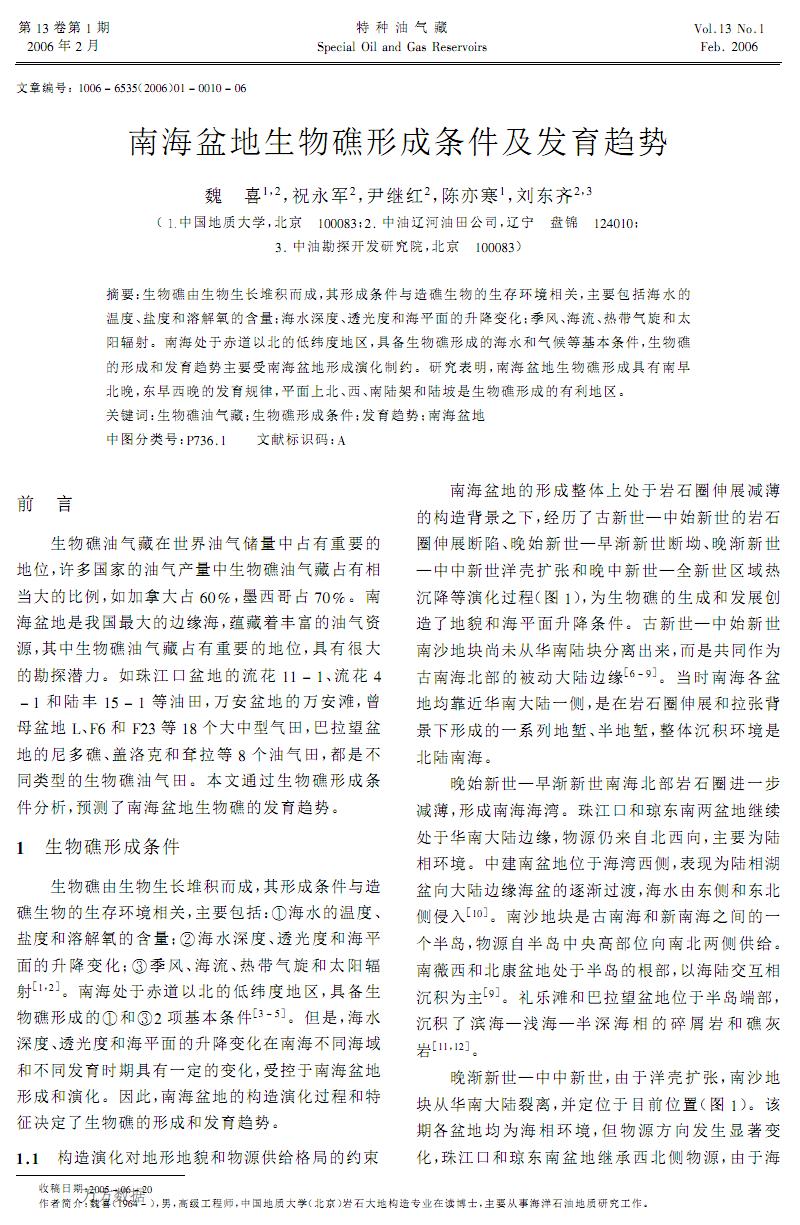 第13卷第1期
2006年2月
特种油气藏
Special Oil and Gas Reservoirs
Vol.13 No.1
Feb. 2006
文章编号：1006-6535(2006)01-0010-06
南海盆地生物礁形成条件及发育趋势
魏 喜1,2,祝永军2,尹继红2,陈亦寒1,刘东齐2,3
(1.中国地质大学,北京 100083;2.中油辽河油田公司,辽宁 盘锦 124010;
3.中油勘探开发研究院,北京 100083)
摘要:生物礁由生物生长堆积而成,其形成条件与造礁生物的生存环境相关,主要包括海水的
温度、盐度和溶解氧的含量;海水深度、透光度和海平面的升降变化;季风、海流、热带气旋和太
阳辐射。南海处于赤道以北的低纬度地区,具备生物礁形成的海水和气候等基本条件,生物礁
的形成和发育趋势主要受南海盆地形成演化制约。研究表明,南海盆地生物礁形成具有南早
北晚,东早西晚的发育规律,平面上北、西、南陆架和陆坡是生物礁形成的有利地区。
关键词:生物礁油气藏;生物礁形成条件;发育趋势;南海盆地
中图分类号:P736.1 文献标识码:A
前 言
生物礁油气藏在世界油气储量中占有重要的
地位,许多国家的油气产量中生物礁油气藏占有相
当大的比例,如加拿大占60%,墨西哥占70%。南
海盆地是我国最大的边缘海,蕴藏着丰富的油气资
源,其中生物礁油气藏占有重要的地位,具有很大
的勘探潜力。如珠江口盆地的流花11-1、流花4
-1和陆丰15-1等油田,万安盆地的万安滩,曾
母盆地L、F6和F23等18个大中型气田,巴拉望盆
地的尼多礁、盖洛克和耷拉等8个油气田,都是不
同类型的生物礁油气田。本文通过生物礁形成条
件分析,预测了南海盆地生物礁的发育趋势。
1 生物礁形成条件
生物礁由生物生长堆积而成,其形成条件与造
礁生物的生存环境相关,主要包括:①海水的温度、
盐度和溶解氧的含量;②海水深度、透光度和海平
面的升降变化;③季风、海流、热带气旋和太阳辐
射[1,2]。南海处于赤道以北的低纬度地区,具备生
物礁形成的①和③2项基本条件[3-5]。但是,海水
深度、透光度和海平面的升降变化在南海不同海域
和不同发育时期具有一定的变化,受控于南海盆地
形成和演化。因此,南海盆地的构造演化过程和特
征决定了生物礁的形成和发育趋势。
1.1 构造演化对地形地貌和物源供给格局的约束
南海盆地的形成整体上处于岩石圈伸展减薄
的构造背景之下,经历了古新世—中始新世的岩石
圈伸展断陷、晚始新世—早渐新世断坳、晚渐新世
—中中新世洋壳扩张和晚中新世—全新世区域热
沉降等演化过程(图1),为生物礁的生成和发展创
造了地貌和海平面升降条件。古新世—中始新世
南沙地块尚未从华南陆块分离出来,而是共同作为
古南海北部的被动大陆边缘[6-9]。当时南海各盆
地均靠近华南大陆一侧,是在岩石圈伸展和拉张背
景下形成的一系列地堑、半地堑,整体沉积环境是
北陆南海。
晚始新世—早渐新世南海北部岩石圈进一步
减薄,形成南海海湾。珠江口和琼东南两盆地继续
处于华南大陆边缘,物源仍来自北西向,主要为陆
相环境。中建南盆地位于海湾西侧,表现为陆相湖
盆向大陆边缘海盆的逐渐过渡,海水由东侧和东北
侧侵入[10]。南沙地块是古南海和新南海之间的一
个半岛,物源自半岛中央高部位向南北两侧供给。
南薇西和北康盆地处于半岛的根部,以海陆交互相
沉积为主[9]。礼乐滩和巴拉望盆地位于半岛端部,
沉积了滨海—浅海—半深海相的碎屑岩和礁灰
岩[11,12]。
晚渐新世—中中新世,由于洋壳扩张,南沙地
块从华南大陆裂离,并定位于目前位置(图1)。该
期各盆地均为海相环境,但物源方向发生显著变
化,珠江口和琼东南盆地继承西北侧物源,由于海
收稿日期:2005-06-20
万方数据
作者简介:魏喜(1964-),男,高级工程师,中国地质大学(北京)岩石大地构造专业在读博士,主要从事海洋石油地质研究工作。